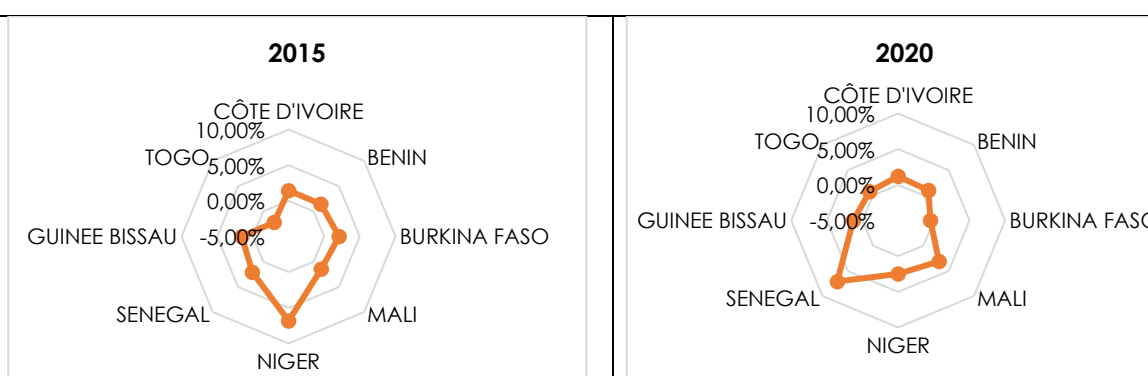 2015
CÔTE D'IVOIRE
10,00%
TOGO
5,00%
BENIN
0,00%
GUINEE BISSAU
-5,00%
BURKINA FASO
SENEGAL
MALI
NIGER
2020
CÔTE D'IVOIRE
10,00%
TOGO
5,00%
BENIN
0,00%
GUINEE BISSAU
-5,00%
BURKINA FASO
SENEGAL
MALI
NIGER